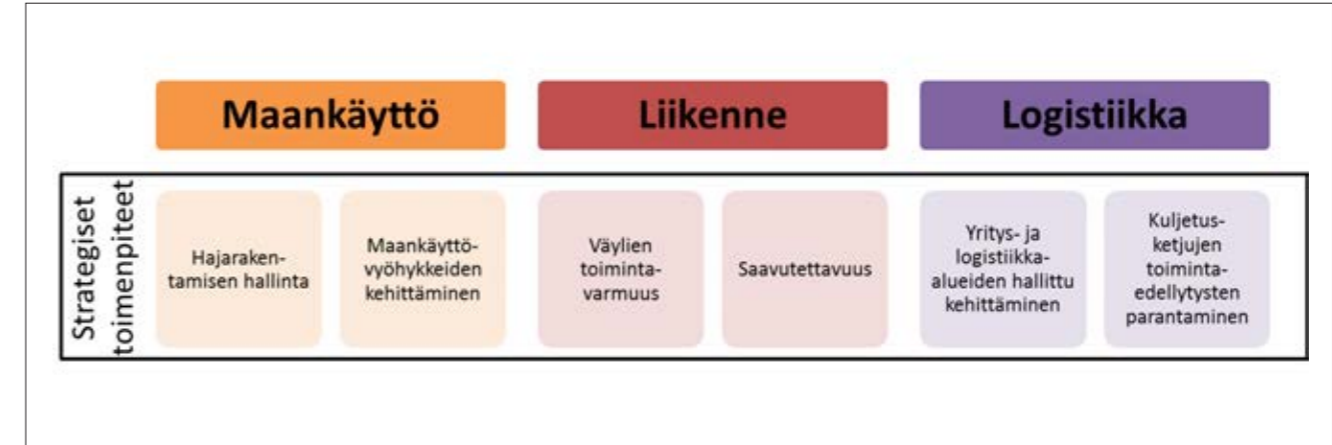 Maankäyttö
Liikenne
Logistiikka
Strategiset
toimenpiteet
Hajaraken-
tamisen hallinta
Maankäyttö-
vyöhykkeiden
kehittäminen
Väylien
toiminta-
varmuus
Saavutettavuus
Yritys- ja
logistiikka-
alueiden hallittu
kehittäminen
Kuljetus-
ketjujen
toiminta-
edellytysten
parantaminen